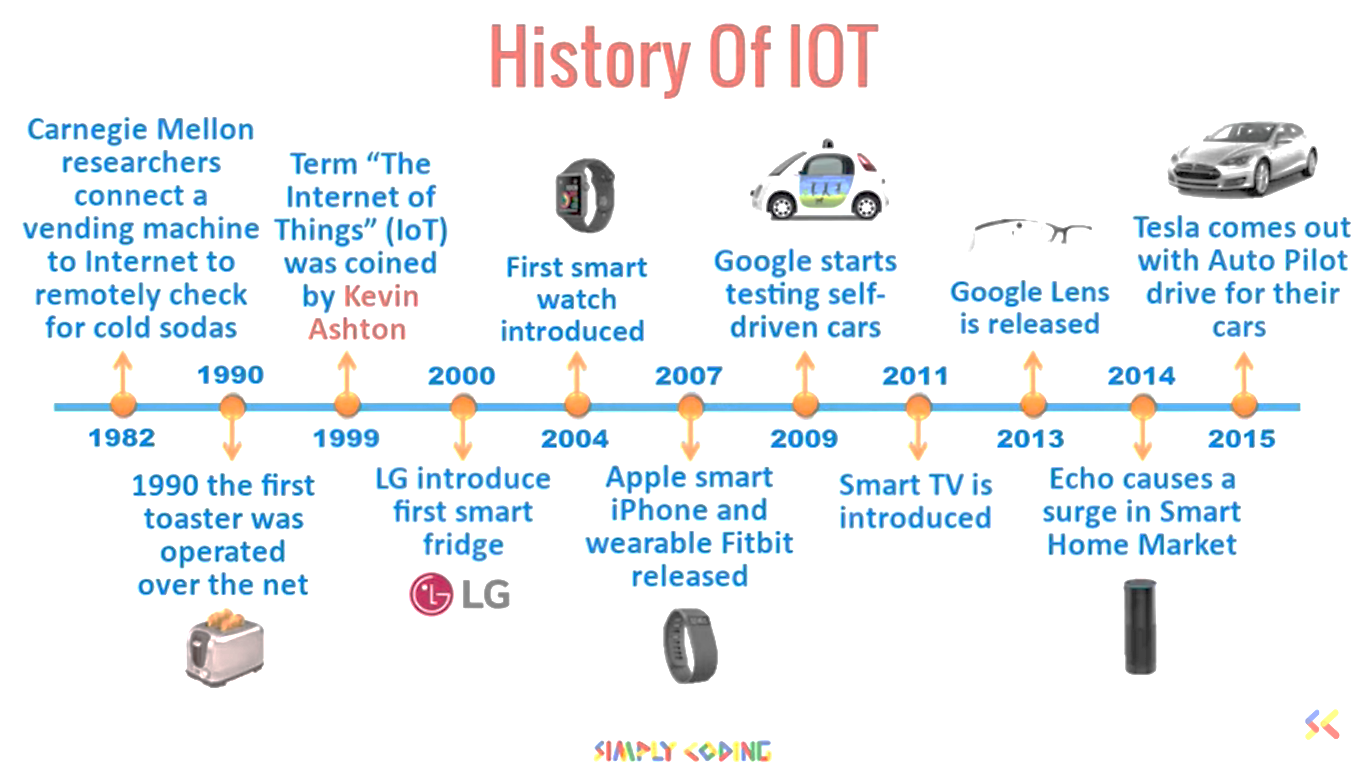 History Of IOT
Carnegie Mellon
researchers
connect a
vending machine
to Internet to
remotely check
for cold sodas
1982
1990
1990 the first
toaster was
operated
over the net
Term “The
Internet of
Things” (IoT)
was coined
by Kevin
Ashton
1999
2000
LG introduce
first smart
fridge
LG
First smart
watch
introduced
2004
2007
Apple smart
iPhone and
wearable Fitbit
released
Google starts
testing self-
driven cars
2009
2011
Smart TV is
introduced
Google Lens
is released
2013
2014
Echo causes a
surge in Smart
Home Market
Tesla comes out
with Auto Pilot
drive for their
cars
2015
SIMPLY CODING